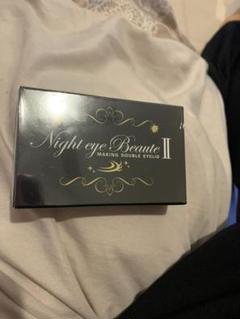 Night eye Beaute II
MAKING DOUBLE EYELID